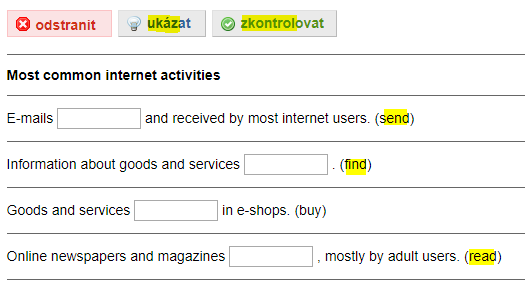 odstranit ukázat zkontrolovat
Most common internet activities
E-mails and received by most internet users. (send)
Information about goods and services . (find)
Goods and services in e-shops. (buy)
Online newspapers and magazines , mostly by adult users. (read)